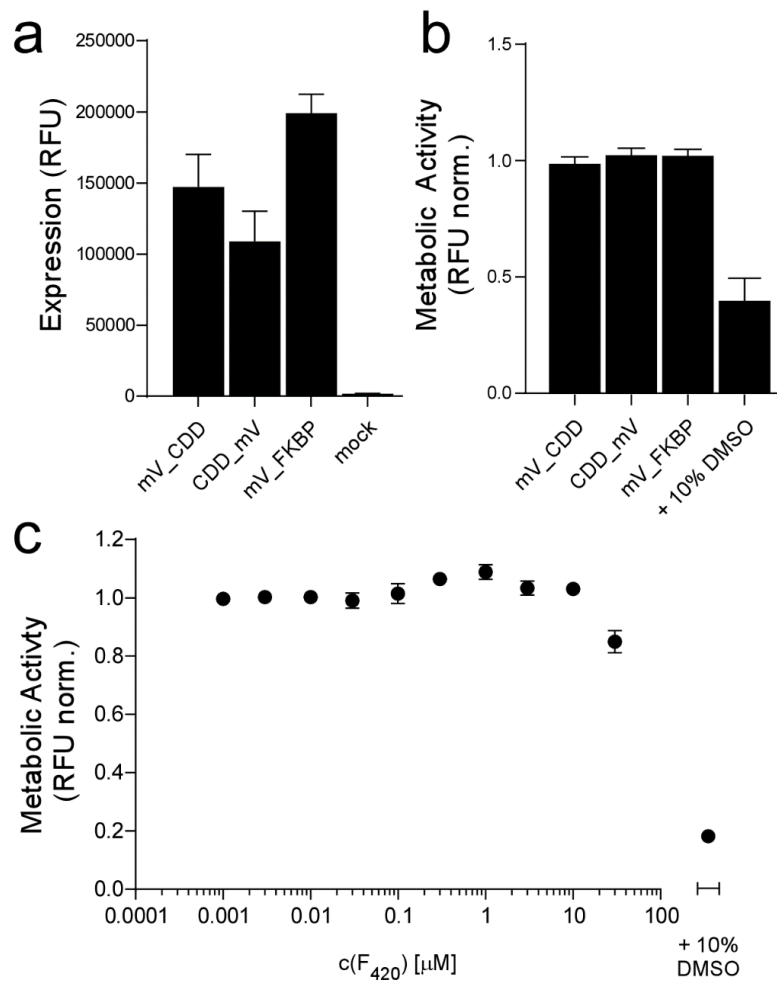 a
Expression (RFU)
250000
200000
150000
100000
50000
0
mV_CDD
CDD_mV
mV_FKBP
mock
b
Metabolic Activity
(RFU norm.)
1.5
1.0
0.5
0.0
mV_CDD
CDD_mV
mV_FKBP
+ 10% DMSO
c
Metabolic Activty
(RFU norm.)
1.2
1.0
0.8
0.6
0.4
0.2
0.0
0.0001
0.001
0.01
0.1
1
10
100
+ 10%
DMSO
c(F420) [μM]